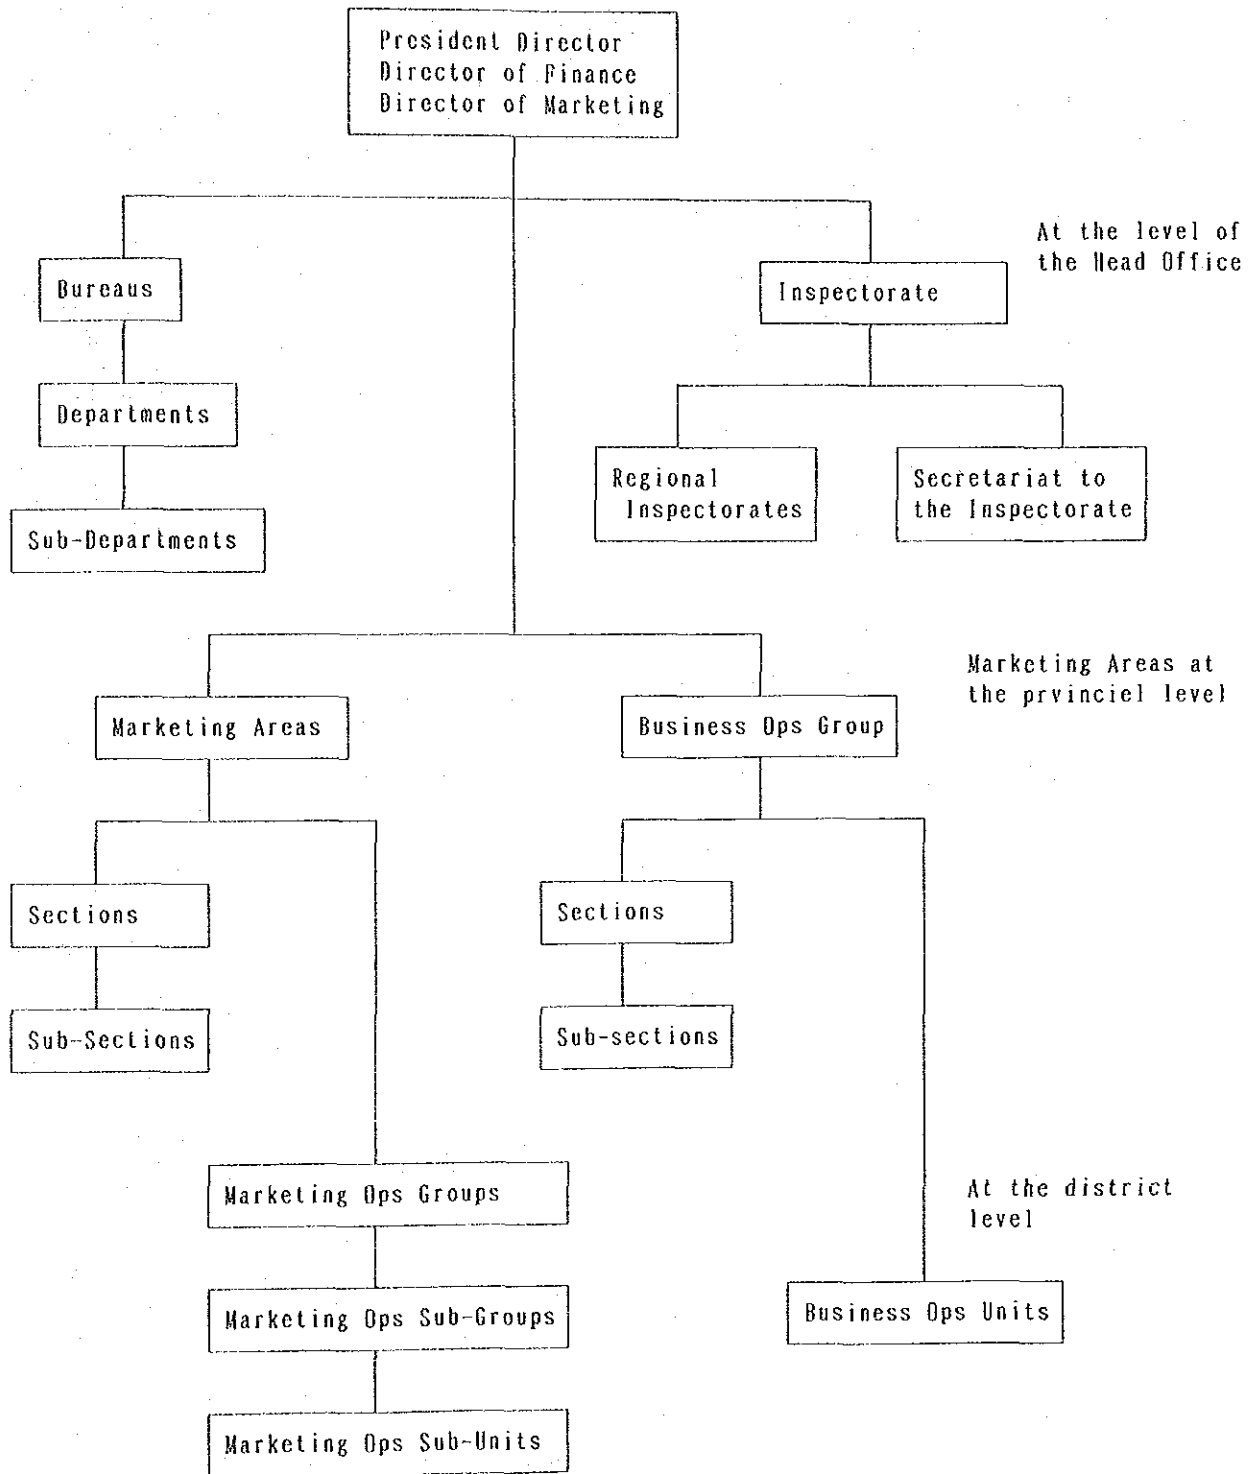 President Director
Director of Finance
Director of Marketing
At the level of
the Head Office
Bureaus
Inspectorate
Departments
Regional
Inspectorates
Secretariat to
the Inspectorate
Sub-Departments
Marketing Areas at
the prvinciel level
Marketing Areas
Business Ops Group
Sections
Sections
Sub-Sections
Sub-sections
Marketing Ops Groups
At the district
level
Marketing Ops Sub-Groups
Business Ops Units
Marketing Ops Sub-Units